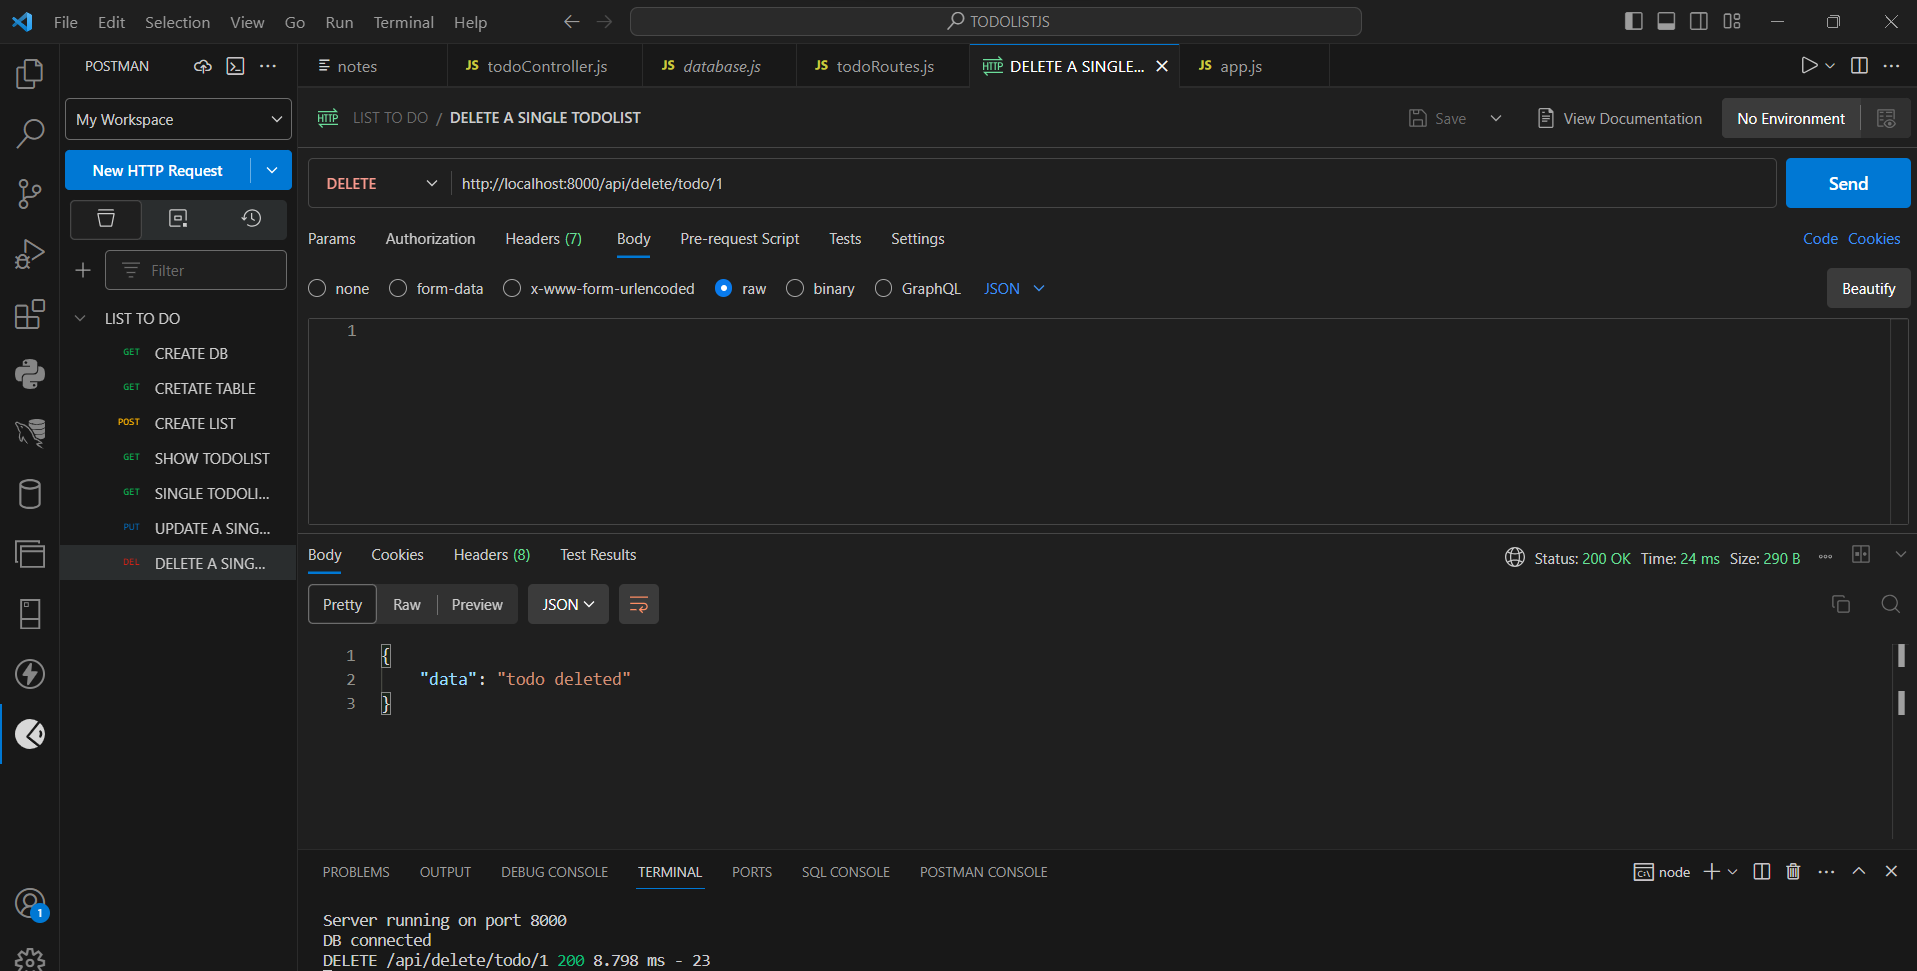 File Edit Selection View Go Run Terminal Help
TODOLISTJS
POSTMAN
notes
JS todoController.js
JS database.js
JS todoRoutes.js
HTTP DELETE A SINGLE...
JS app.js
My Workspace
HTTP LIST TO DO / DELETE A SINGLE TODOLIST
Save
View Documentation
No Environment
New HTTP Request
DELETE http://localhost:8000/api/delete/todo/1
Send
Params Authorization Headers (7) Body Pre-request Script Tests Settings
Code Cookies
Filter
none form-data x-www-form-urlencoded raw binary GraphQL JSON
Beautify
LIST TO DO
1
GET CREATE DB
GET CRETATE TABLE
POST CREATE LIST
GET SHOW TODOLIST
GET SINGLE TODOLI...
PUT UPDATE A SING...
DEL DELETE A SING...
Body Cookies Headers (8) Test Results
Status: 200 OK Time: 24 ms Size: 290 B
Pretty Raw Preview JSON
1 {
2 "data": "todo deleted"
3 }
PROBLEMS OUTPUT DEBUG CONSOLE TERMINAL PORTS SQL CONSOLE POSTMAN CONSOLE
node
1
Server running on port 8000
DB connected
DELETE /api/delete/todo/1 200 8.798 ms - 23